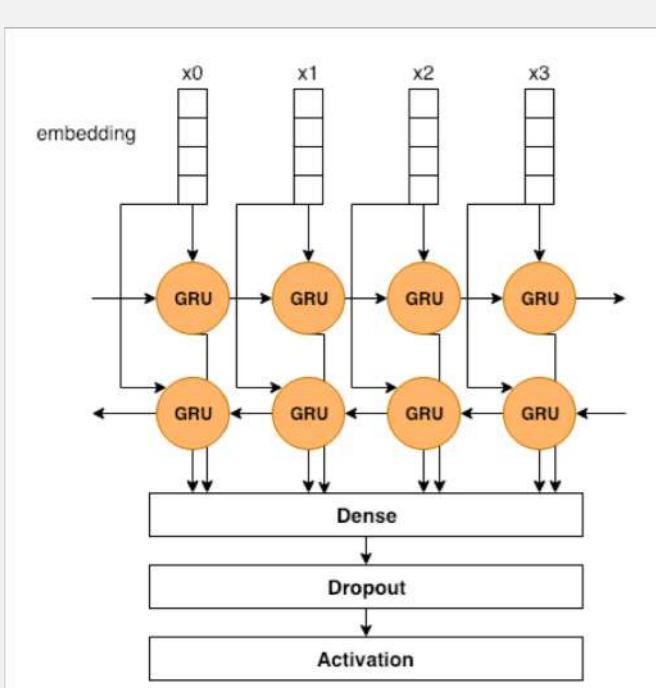 x0 x1 x2 x3
embedding
GRU GRU GRU GRU
GRU GRU GRU GRU
Dense
Dropout
Activation